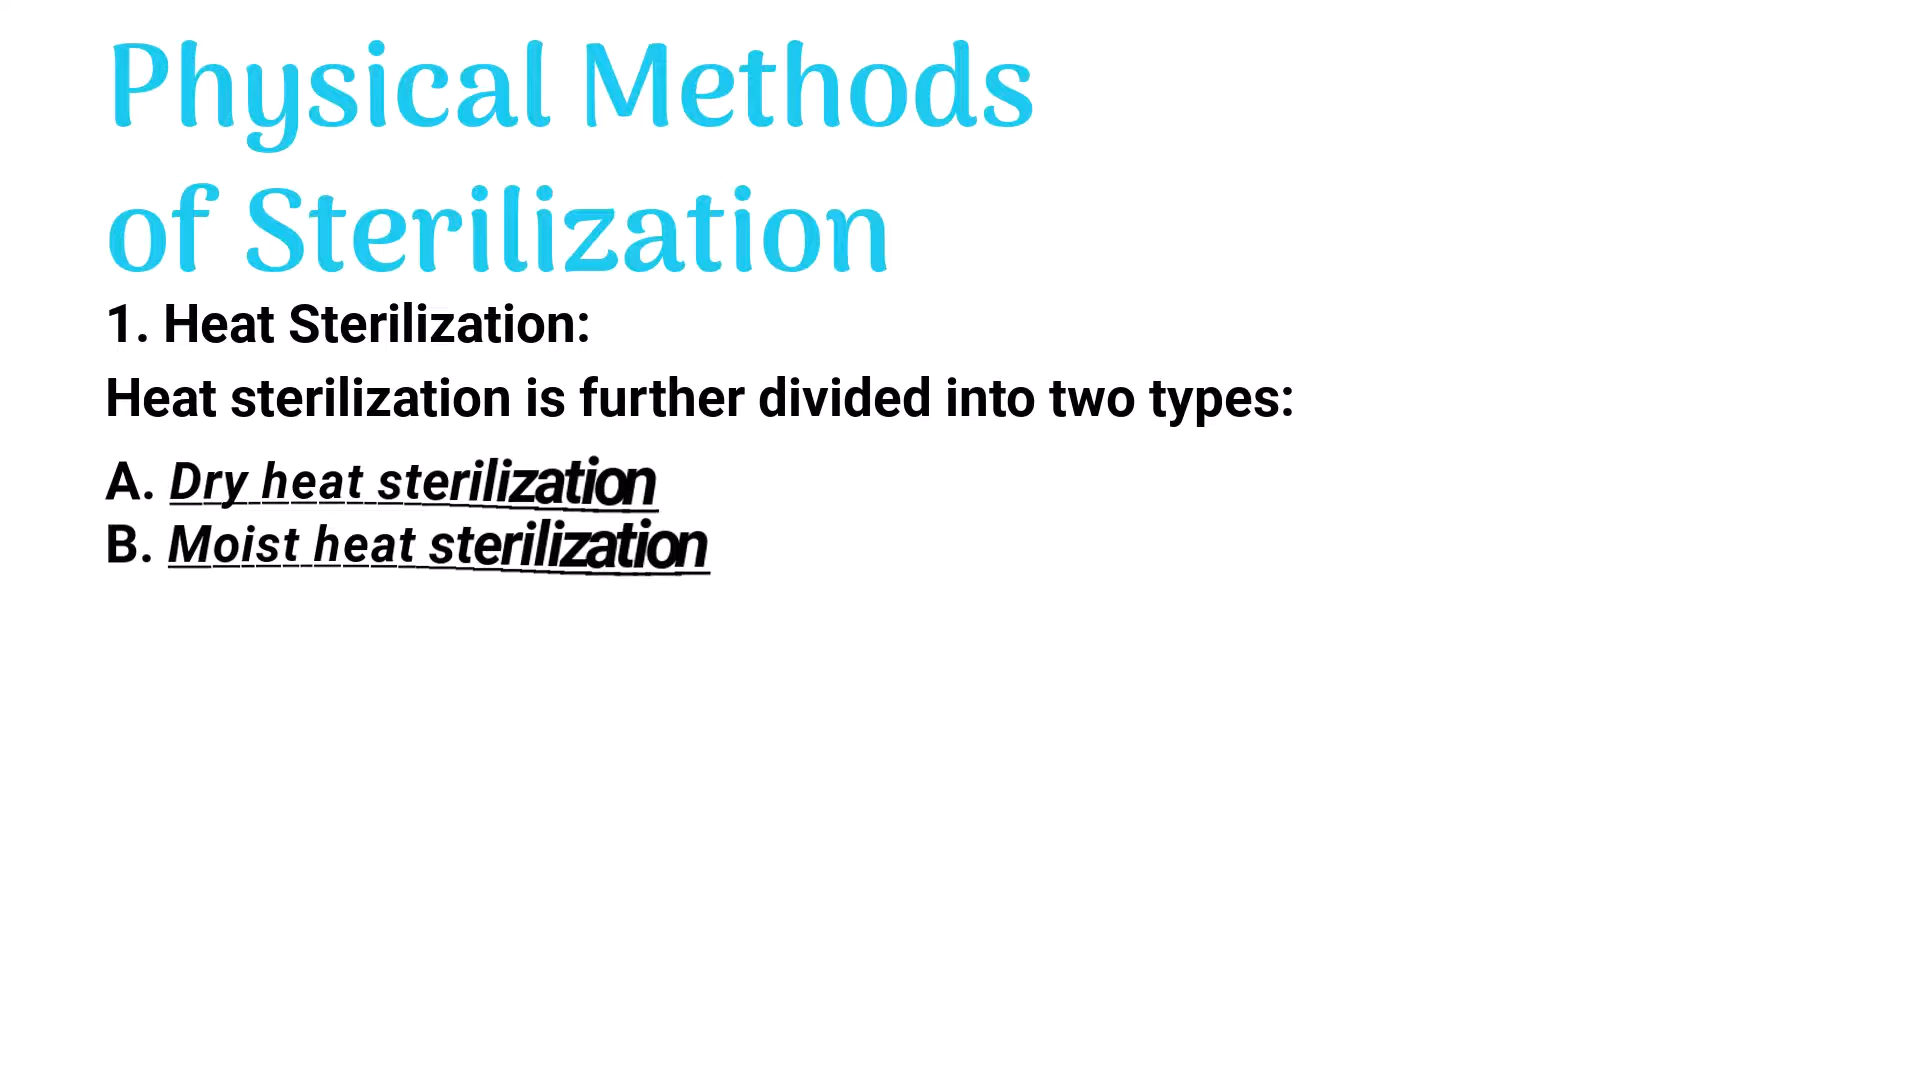 Physical Methods
of Sterilization
1. Heat Sterilization:
Heat sterilization is further divided into two types:
A. Dry heat sterilization
B. Moist heat sterilization